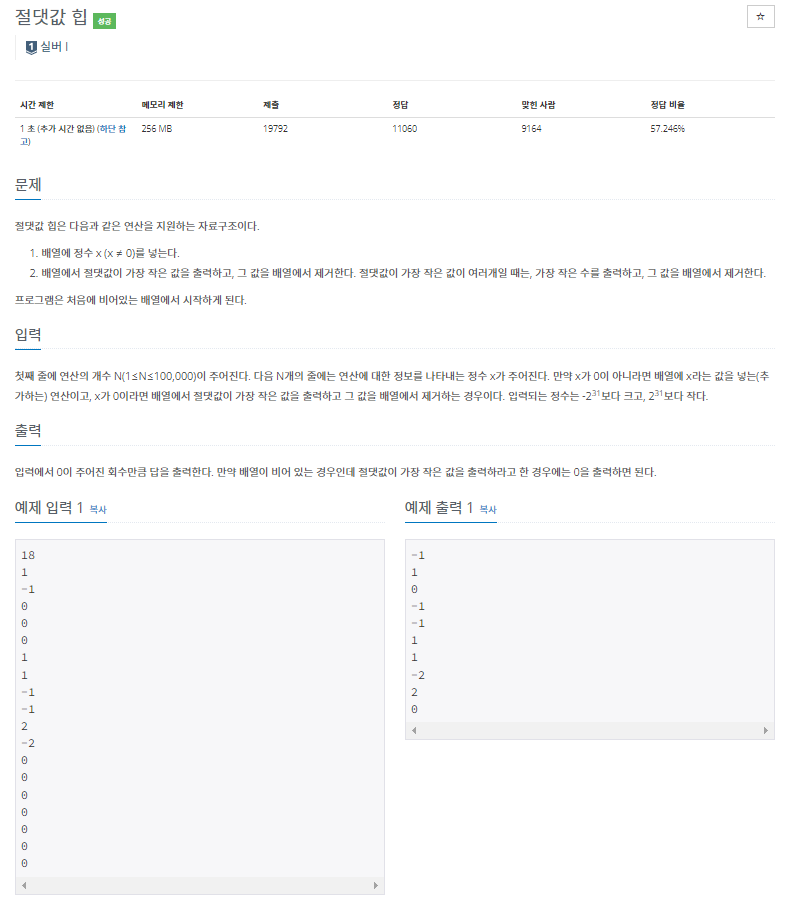 절댓값 힙 성공
☆
1 실버 I
시간 제한 메모리 제한 제출 정답 맞힌 사람 정답 비율
1 초 (추가 시간 없음) (하단 참 256 MB 19792 11060 9164 57.246%
고)
문제
절댓값 힙은 다음과 같은 연산을 지원하는 자료구조이다.
1. 배열에 정수 x (x ≠ 0)를 넣는다.
2. 배열에서 절댓값이 가장 작은 값을 출력하고, 그 값을 배열에서 제거한다. 절댓값이 가장 작은 값이 여러개일 때는, 가장 작은 수를 출력하고, 그 값을 배열에서 제거한다.
프로그램은 처음에 비어있는 배열에서 시작하게 된다.
입력
첫째 줄에 연산의 개수 N(1≤N≤100,000)이 주어진다. 다음 N개의 줄에는 연산에 대한 정보를 나타내는 정수 x가 주어진다. 만약 x가 0이 아니라면 배열에 x라는 값을 넣는(추
가하는) 연산이고, x가 0이라면 배열에서 절댓값이 가장 작은 값을 출력하고 그 값을 배열에서 제거하는 경우이다. 입력되는 정수는 -2³¹보다 크고, 2³¹보다 작다.
출력
입력에서 0이 주어진 회수만큼 답을 출력한다. 만약 배열이 비어 있는 경우인데 절댓값이 가장 작은 값을 출력하라고 한 경우에는 0을 출력하면 된다.
예제 입력 1 복사
18
1
-1
0
0
0
1
1
-1
-1
2
-2
0
0
0
0
0
0
0
예제 출력 1 복사
-1
1
0
-1
-1
1
1
-2
2
0